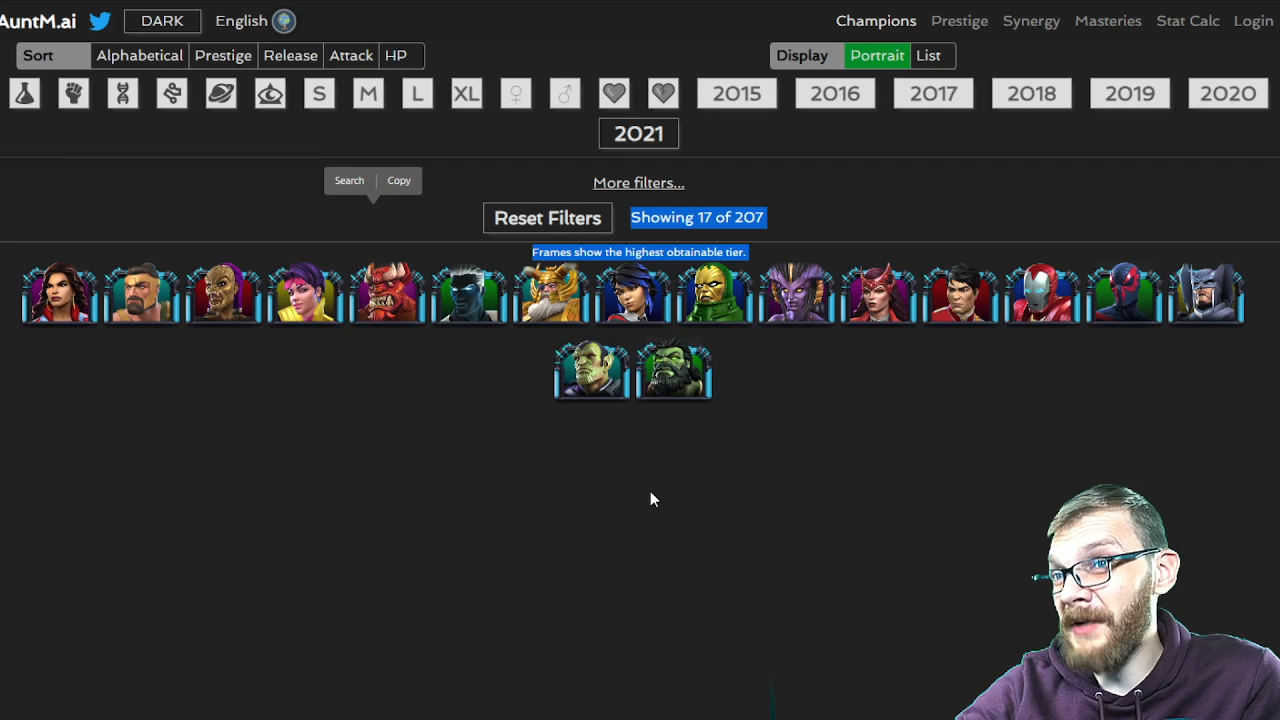 AuntM.ai DARK English Champions Prestige Synergy Masteries Stat Calc Login
Sort Alphabetical Prestige Release Attack HP Display Portrait List
S M L XL 2015 2016 2017 2018 2019 2020
2021
Search Copy More filters...
Reset Filters Showing 17 of 207
Frames show the highest obtainable tier.